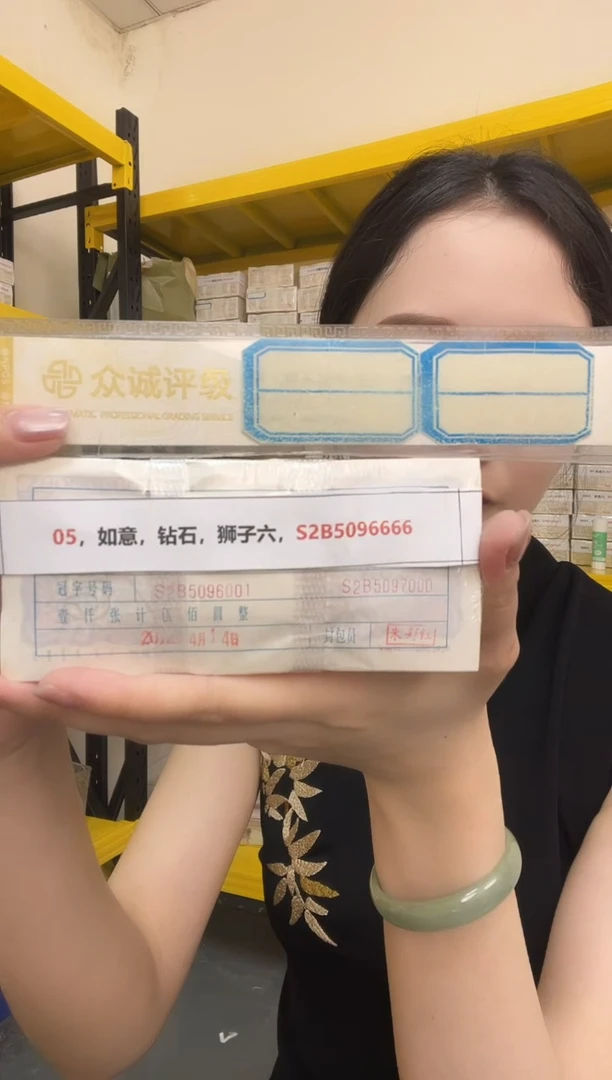 众诚评级
MATIC PROFESSIONAL GRADING SERVICE
05，如意，钻石，狮子六，S2B5096666
冠字号码 S2B5096001 S2B5097000
壹仟张计伍佰圆整
4月14日 封包员